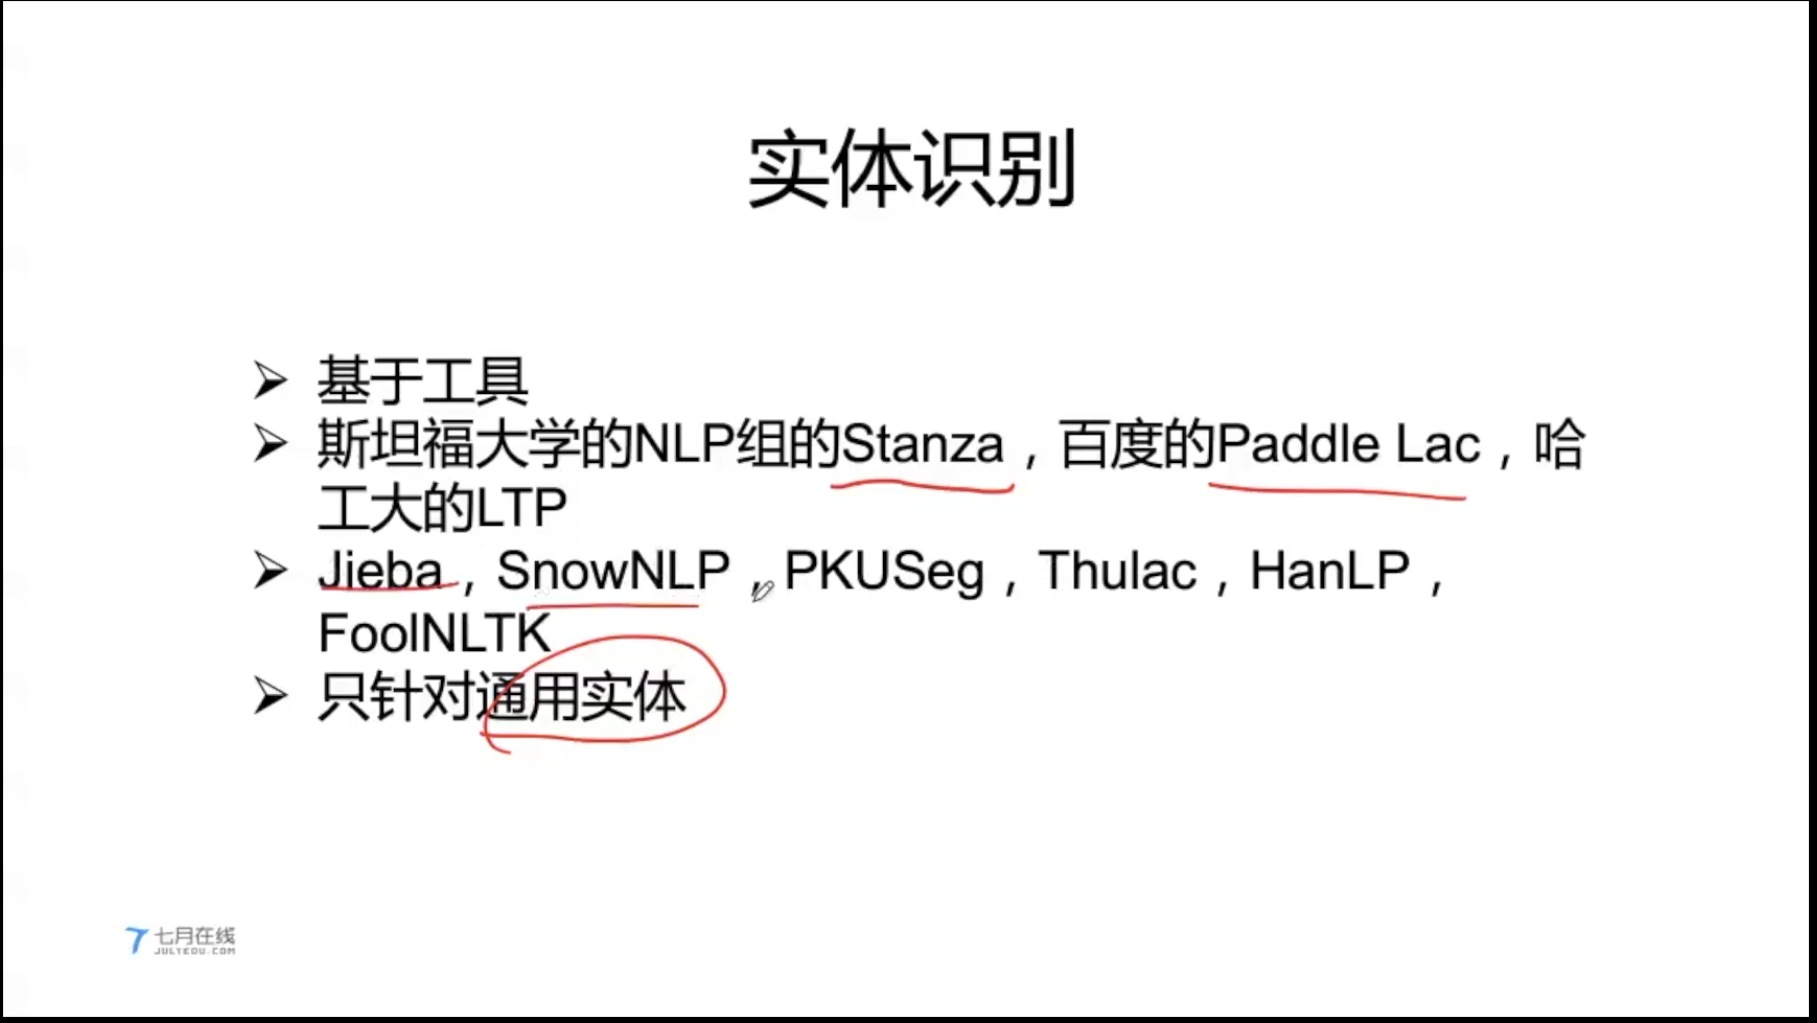 实体识别
➢ 基于工具
➢ 斯坦福大学的NLP组的Stanza，百度的Paddle Lac，哈
工大的LTP
➢ Jieba，SnowNLP，PKUSeg，Thulac，HanLP，
FoolNLTK
➢ 只针对通用实体
七月在线
JULYEDU.COM